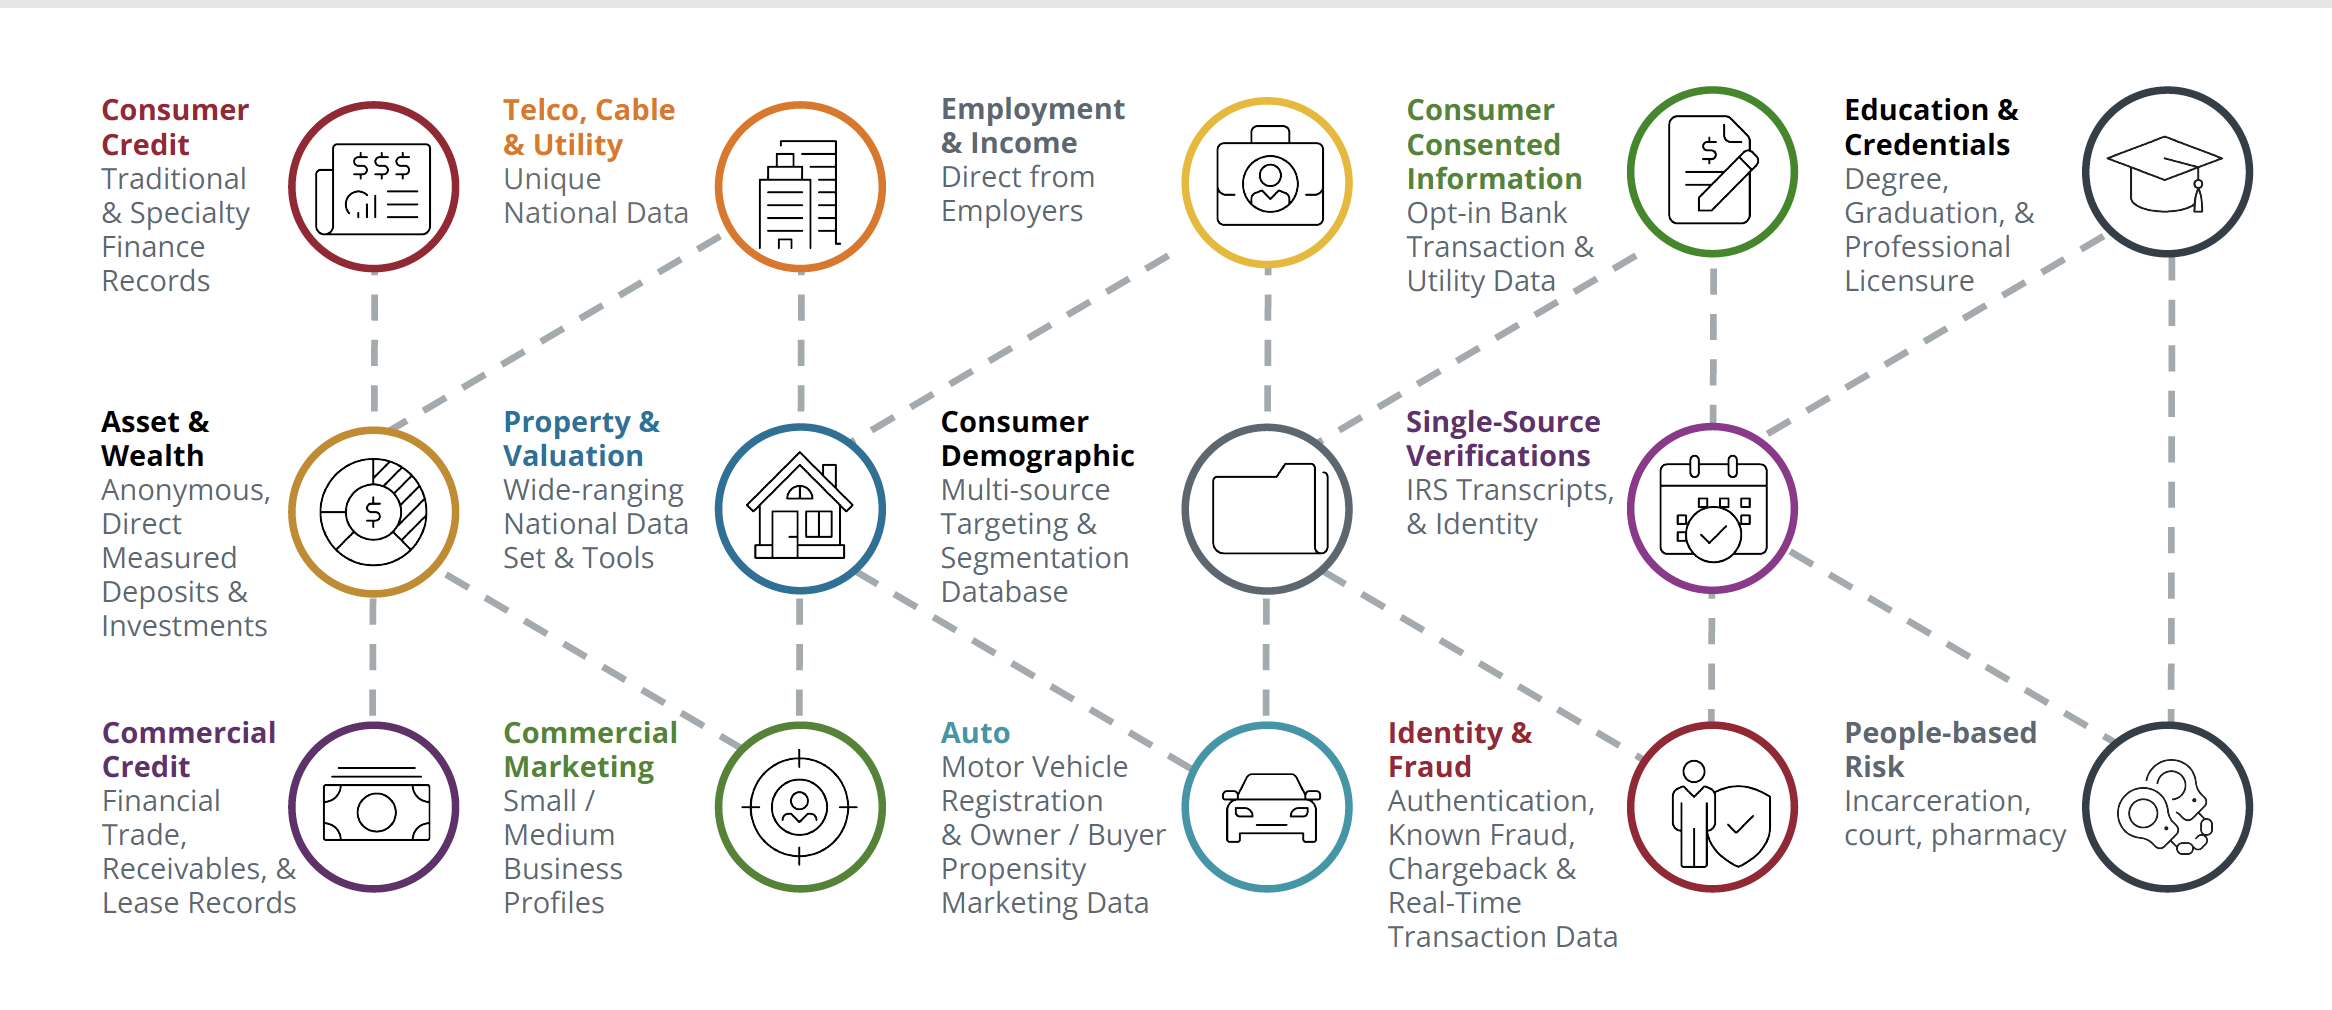 Consumer
Credit
Traditional
& Specialty
Finance
Records
Telco, Cable
& Utility
Unique
National Data
Employment
& Income
Direct from
Employers
Consumer
Consented
Information
Opt-in Bank
Transaction &
Utility Data
Education &
Credentials
Degree,
Graduation, &
Professional
Licensure
$$$
$
Asset &
Wealth
Anonymous,
Direct
Measured
Deposits &
Investments
$
Property &
Valuation
Wide-ranging
National Data
Set & Tools
Consumer
Demographic
Multi-source
Targeting &
Segmentation
Database
Single-Source
Verifications
IRS Transcripts,
& Identity
Commercial
Credit
Financial
Trade,
Receivables, &
Lease Records
Commercial
Marketing
Small /
Medium
Business
Profiles
Auto
Motor Vehicle
Registration
& Owner / Buyer
Propensity
Marketing Data
Identity &
Fraud
Authentication,
Known Fraud,
Chargeback &
Real-Time
Transaction Data
People-based
Risk
Incarceration,
court, pharmacy